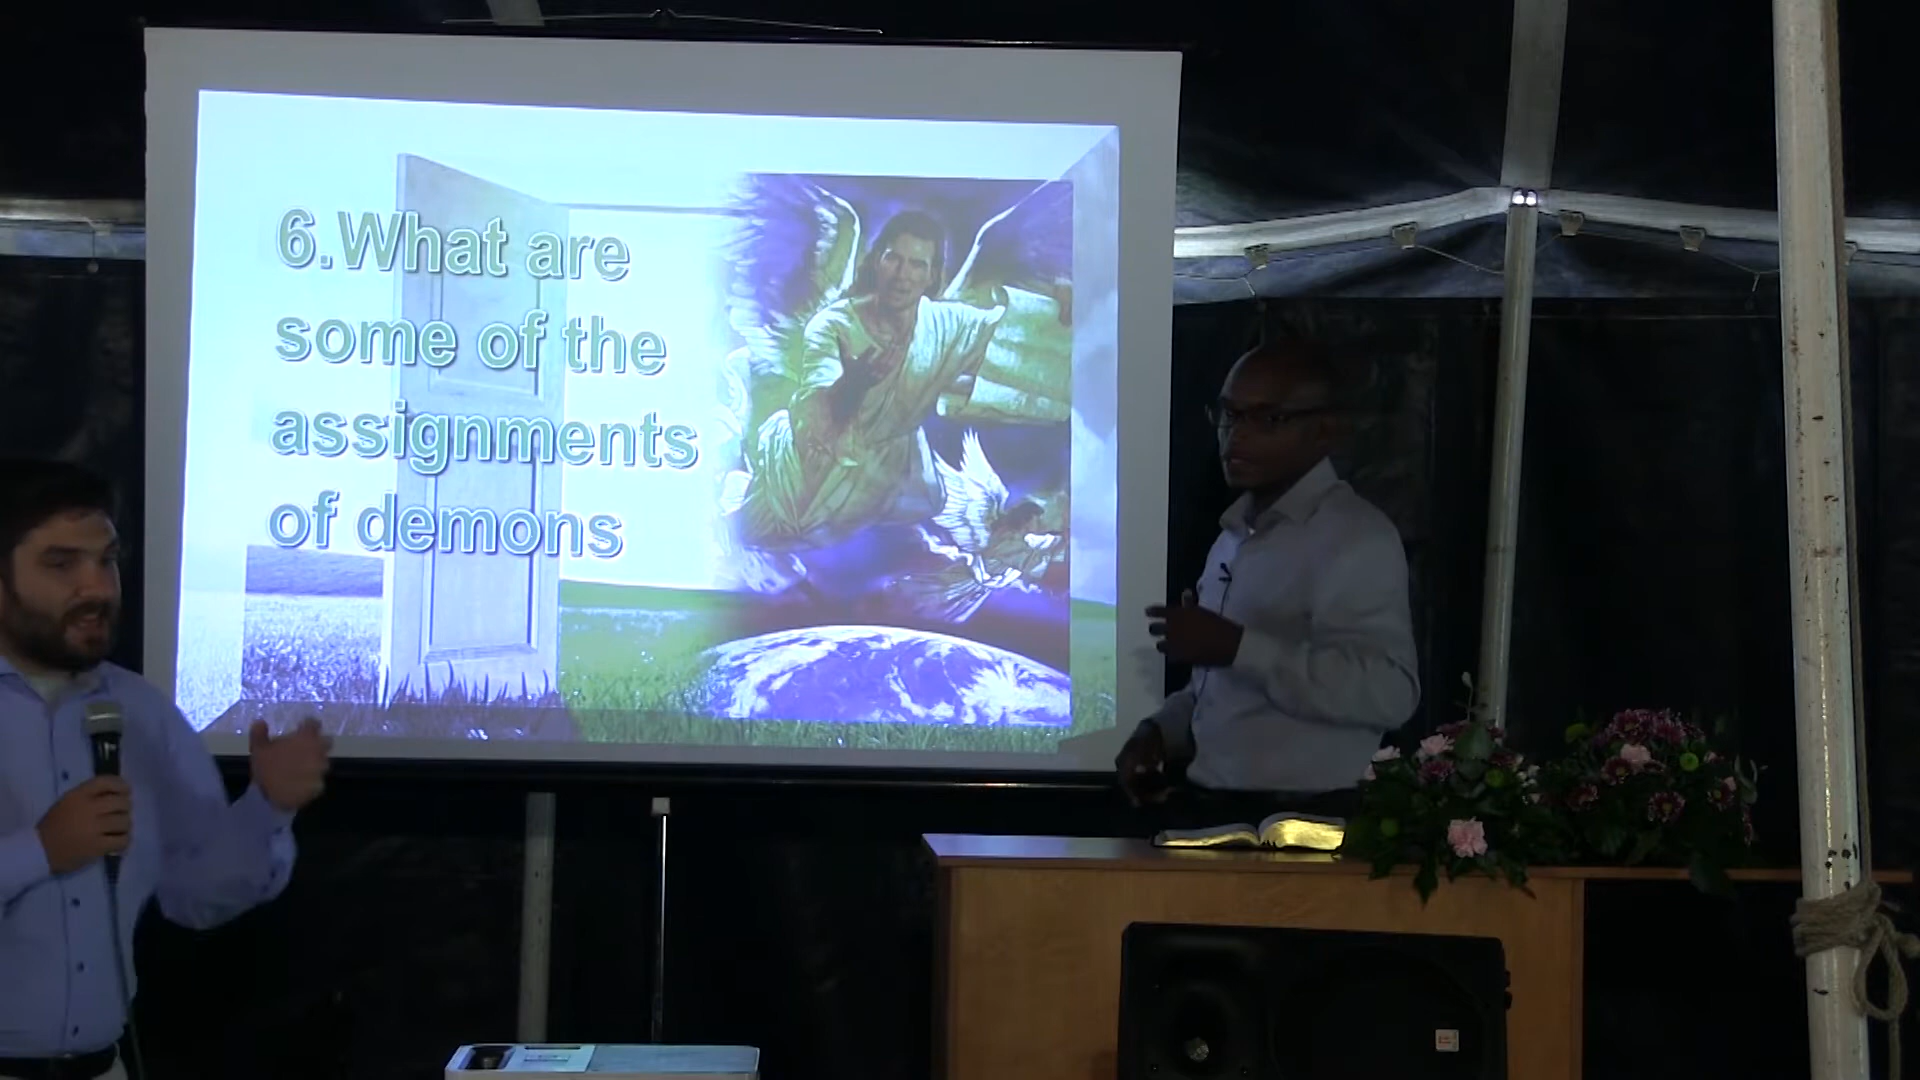 6.What are
some of the
assignments
of demons